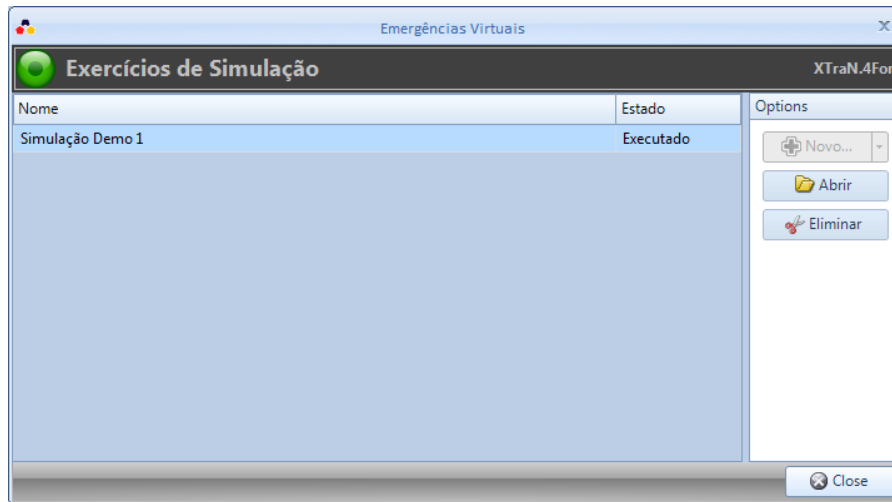 Emergências Virtuais
Exercícios de Simulação
XTraN.4For
Nome
Estado
Options
Simulação Demo 1
Executado
Novo...
Abrir
Eliminar
Close